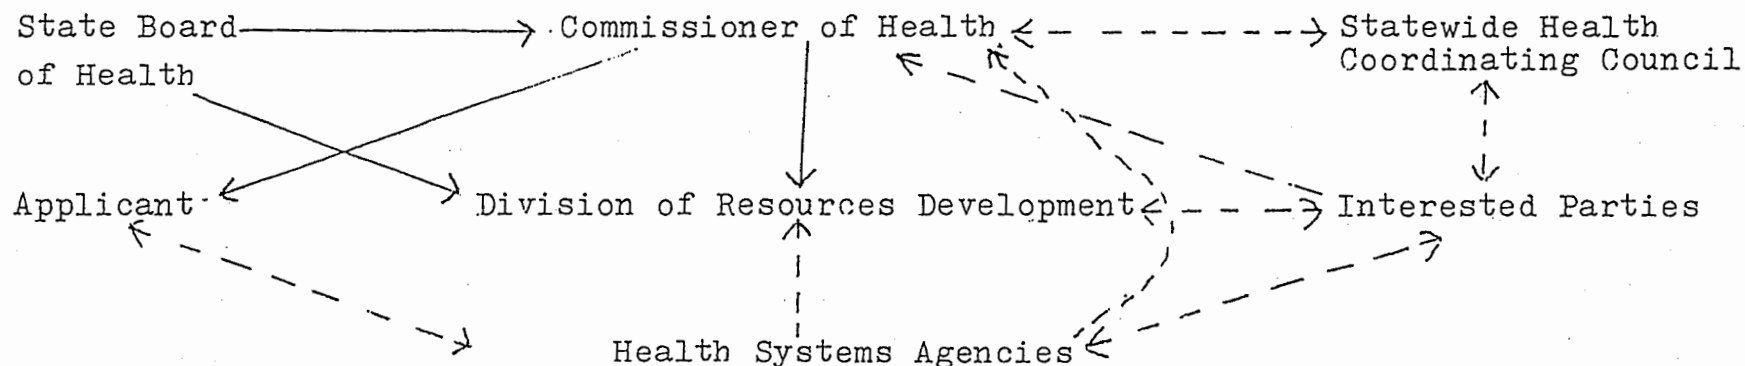 State Board
of Health
Commissioner of Health
Statewide Health
Coordinating Council
Applicant
Division of Resources Development
Interested Parties
Health Systems Agencies